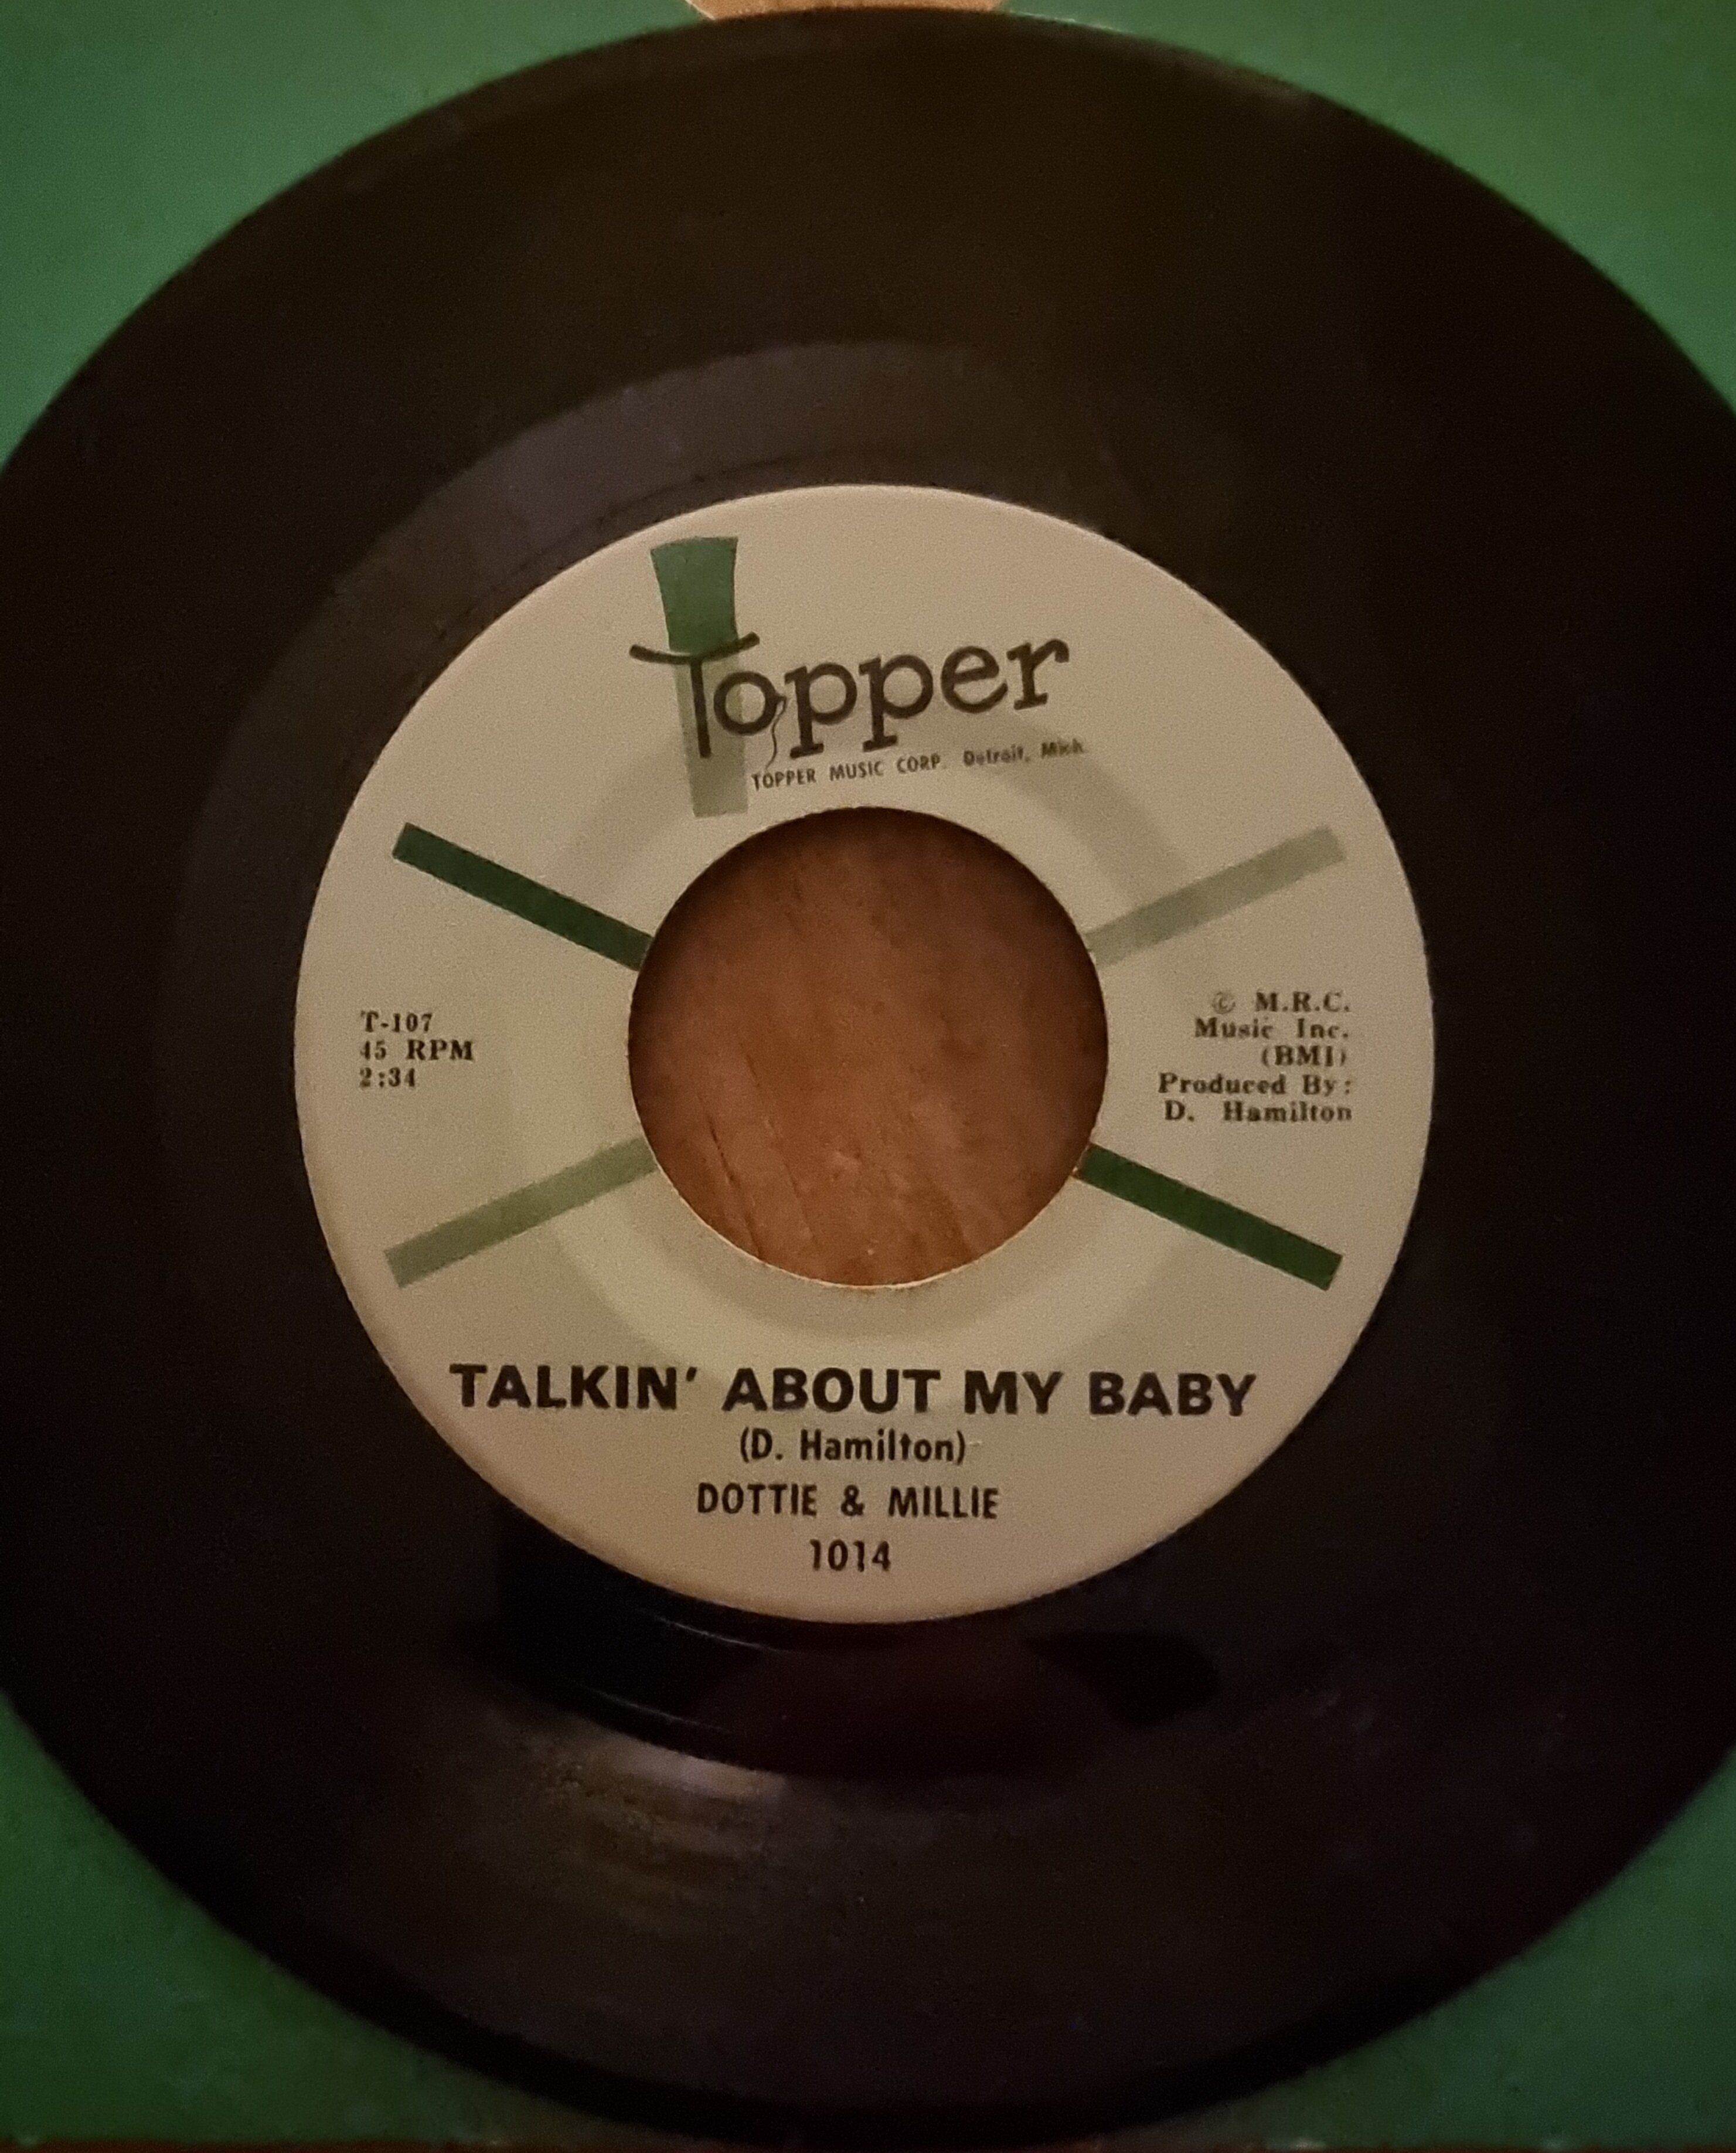 Topper
TOPPER MUSIC CORP. Detroit, Mich.
T-107
45 RPM
2:34
© M.R.C.
Music Inc.
(BMI)
Produced By:
D. Hamilton
TALKIN' ABOUT MY BABY
(D. Hamilton)
DOTTIE & MILLIE
1014